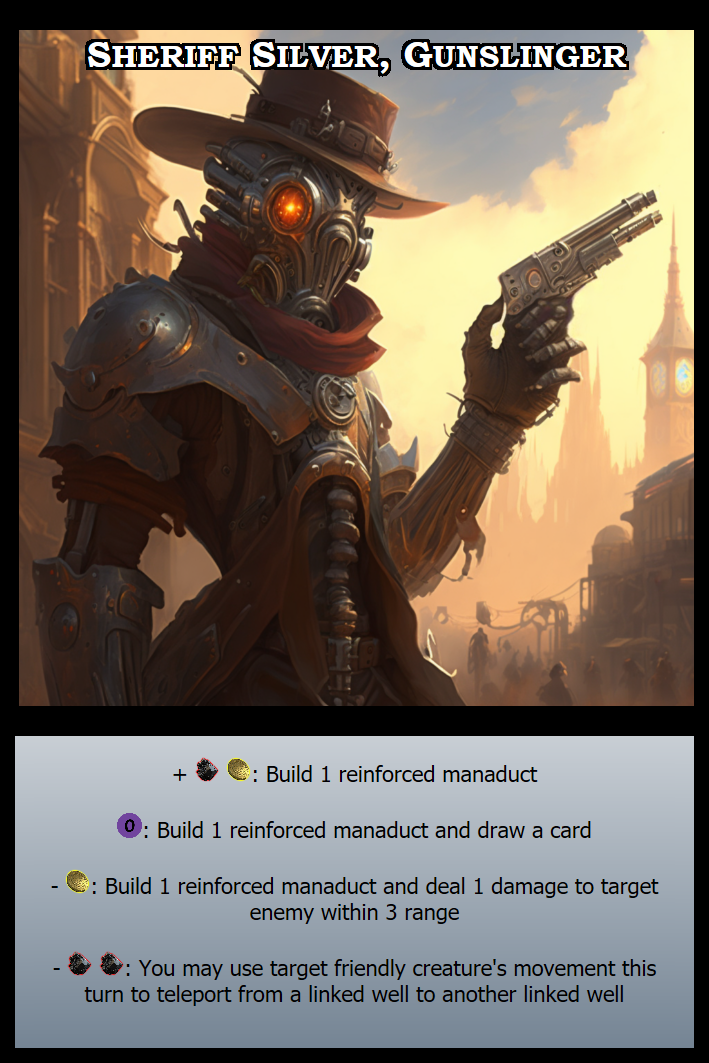 Sheriff Silver, Gunslinger
+ : Build 1 reinforced manaduct
0: Build 1 reinforced manaduct and draw a card
- : Build 1 reinforced manaduct and deal 1 damage to target
enemy within 3 range
- : You may use target friendly creature's movement this
turn to teleport from a linked well to another linked well